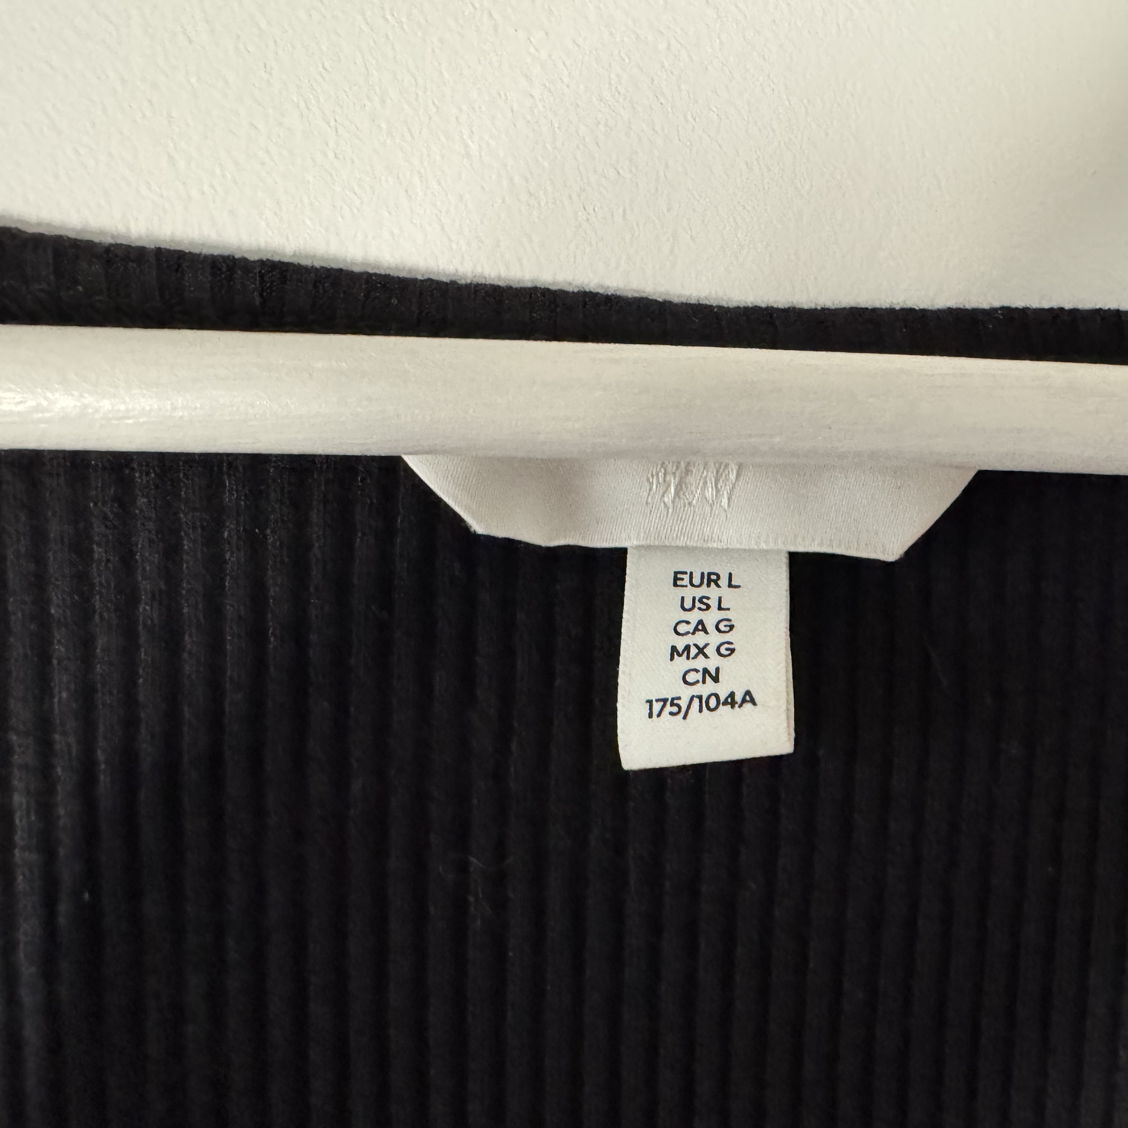 H&M
EUR L
US L
CA G
MX G
CN
175/104A